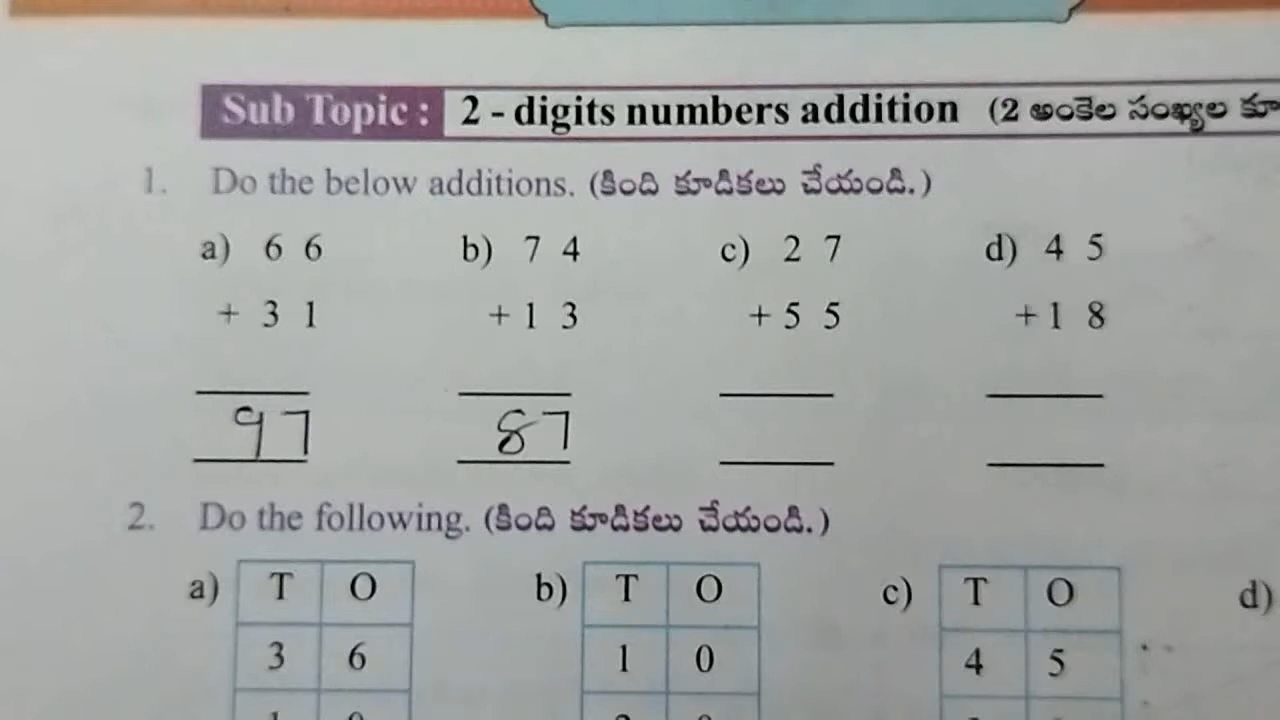 Sub Topic : 2 - digits numbers addition (2 అంకెల సంఖ్యల
1. Do the below additions. (కింది కూడికలు చేయండి.)
a) 6 6 b) 7 4 c) 2 7 d) 4 5
+ 3 1 + 1 3 + 5 5 + 1 8
97 87
2. Do the following. (కింది కూడికలు చేయండి.)
a) T O b) T O c) T O d)
3 6 1 0 4 5